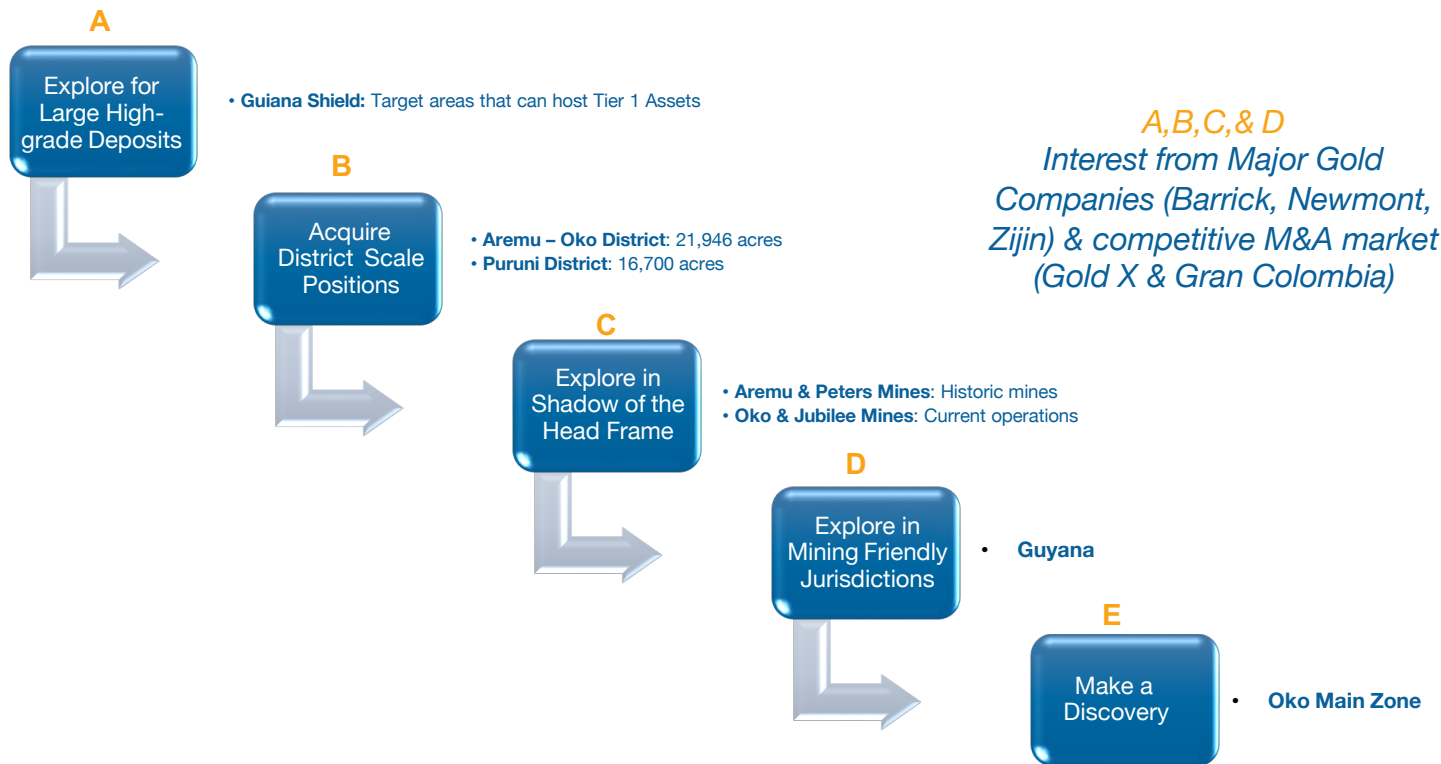 A
Explore for
Large High-
grade Deposits
• Guiana Shield: Target areas that can host Tier 1 Assets
A,B,C,& D
Interest from Major Gold
Companies (Barrick, Newmont,
Zijin) & competitive M&A market
(Gold X & Gran Colombia)
B
Acquire
District Scale
Positions
• Aremu – Oko District: 21,946 acres
• Puruni District: 16,700 acres
C
Explore in
Shadow of the
Head Frame
• Aremu & Peters Mines: Historic mines
• Oko & Jubilee Mines: Current operations
D
Explore in
Mining Friendly
Jurisdictions
• Guyana
E
Make a
Discovery
• Oko Main Zone